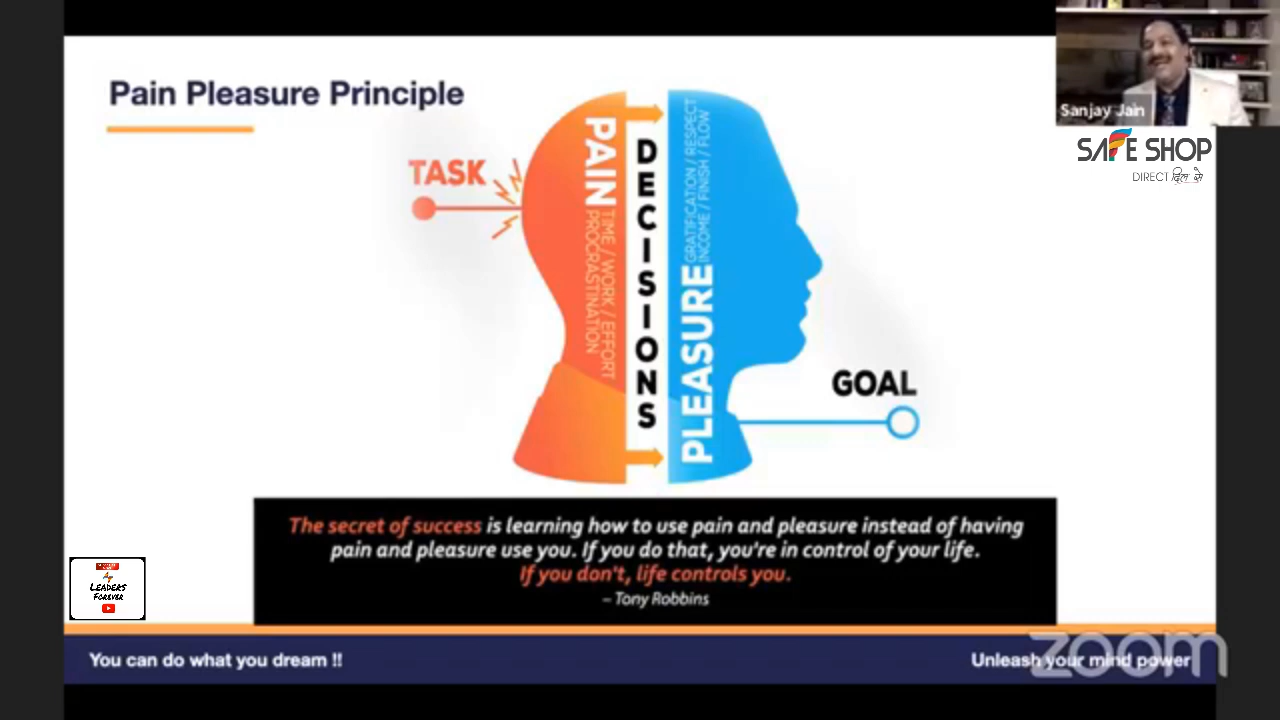 Pain Pleasure Principle
Sanjay Jain
SAFE SHOP
DIRECT दिल से
TASK
PAIN
TIME / WORK / EFFORT
PROCRASTINATION
DECISIONS
GRATIFICATION / RESPECT
INCOME / FINISH / FLOW
PLEASURE
GOAL
The secret of success is learning how to use pain and pleasure instead of having
pain and pleasure use you. If you do that, you're in control of your life.
If you don't, life controls you.
– Tony Robbins
LEADERS
FOREVER
You can do what you dream !!
Unleash your mind power
zoom